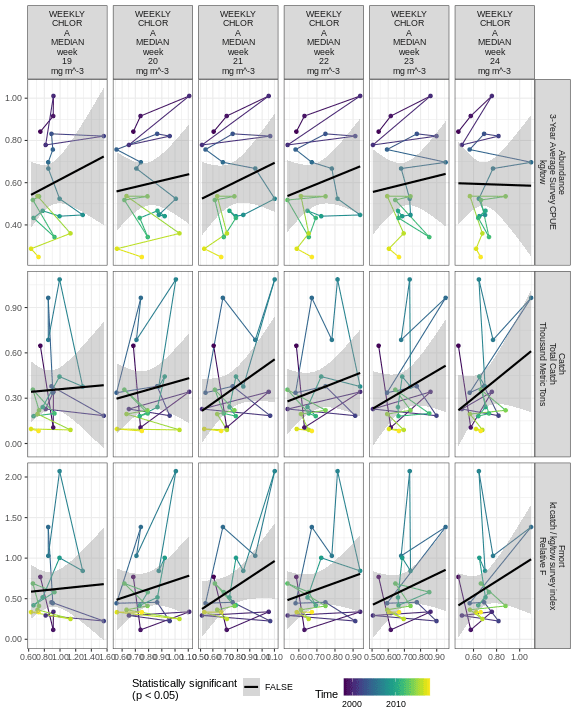 WEEKLY
CHLOR
A
MEDIAN
week
19
mg m^-3
WEEKLY
CHLOR
A
MEDIAN
week
20
mg m^-3
WEEKLY
CHLOR
A
MEDIAN
week
21
mg m^-3
WEEKLY
CHLOR
A
MEDIAN
week
22
mg m^-3
WEEKLY
CHLOR
A
MEDIAN
week
23
mg m^-3
WEEKLY
CHLOR
A
MEDIAN
week
24
mg m^-3
1.00
0.80
0.60
0.40
Abundance
3-Year Average Survey CPUE
kg/tow
0.90
0.60
0.30
0.00
Catch
Total Catch
Thousand Metric Tons
2.00
1.50
1.00
0.50
0.00
Fmort
kt catch / kg/tow survey index
Relative F
0.60 0.80 1.00 1.20 1.40 1.60
0.60 0.70 0.80 0.90 1.00 1.10
0.50 0.60 0.70 0.80 0.90 1.00 1.10
0.60 0.70 0.80 0.90
0.50 0.60 0.70 0.80 0.90
0.60 0.80 1.00
Statistically significant
(p < 0.05)
FALSE
Time
2000 2010